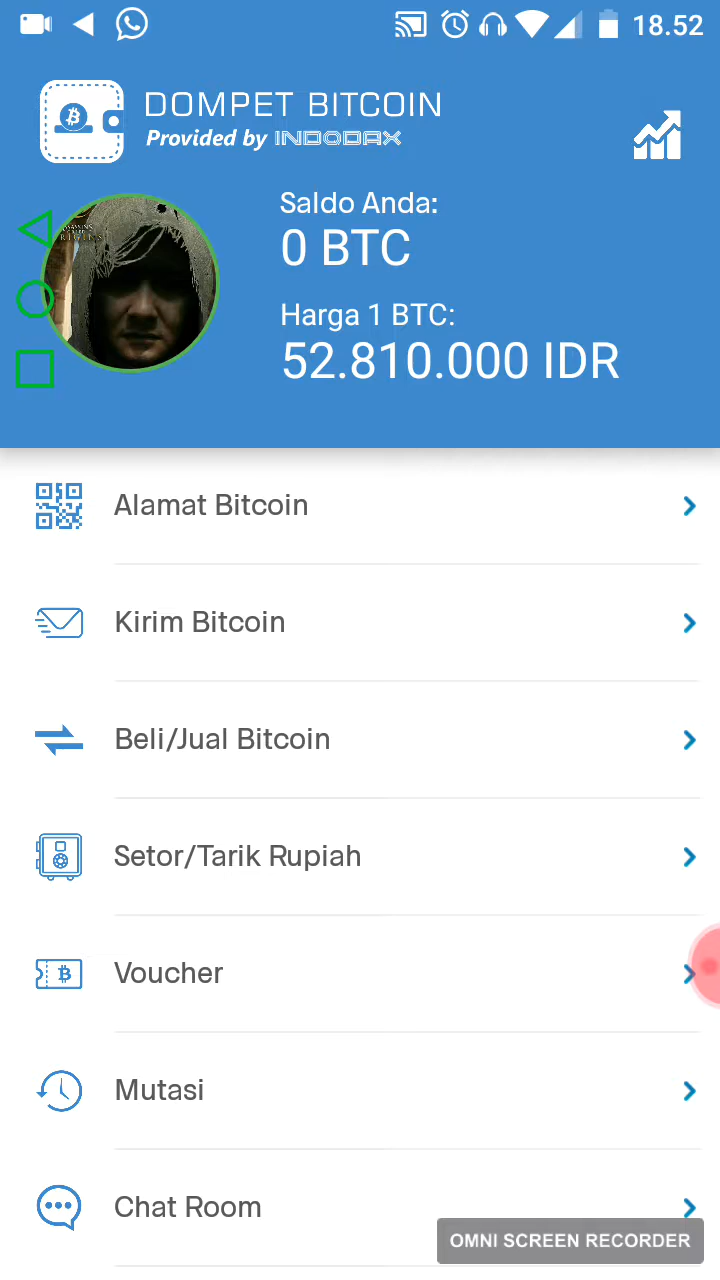 18.52
DOMPET BITCOIN
Provided by INDODAX
Saldo Anda:
0 BTC
Harga 1 BTC:
52.810.000 IDR
Alamat Bitcoin
Kirim Bitcoin
Beli/Jual Bitcoin
Setor/Tarik Rupiah
Voucher
Mutasi
Chat Room
OMNI SCREEN RECORDER